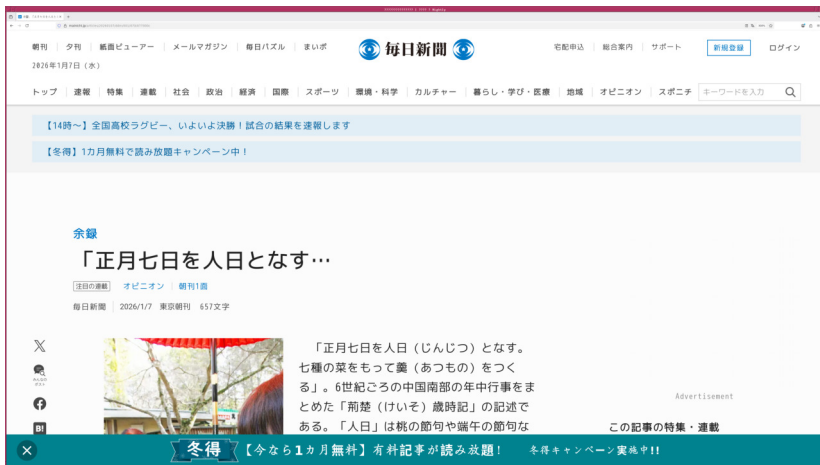 朝刊 夕刊 紙面ビューアー メールマガジン 毎日パズル まいぽ 毎日新聞 宅配申込 総合案内 サポート 新規登録 ログイン
2026年1月7日 (水)
トップ 速報 特集 連載 社会 政治 経済 国際 スポーツ 環境・科学 カルチャー 暮らし・学び・医療 地域 オピニオン スポニチ キーワードを入力
【14時～】全国高校ラグビー、いよいよ決勝！試合の結果を速報します
【冬得】1カ月無料で読み放題キャンペーン中！
余録
「正月七日を人日となす…
注目の連載 オピニオン 朝刊1面
毎日新聞 2026/1/7 東京朝刊 657文字
「正月七日を人日（じんじつ）となす。
七種の菜をもって羹（あつもの）をつく
る」。6世紀ごろの中国南部の年中行事をま
とめた「荊楚（けいそ）歳時記」の記述で
ある。「人日」は桃の節句や端午の節句な
みんなの
ポスト
B!
Advertisement
この記事の特集・連載
冬得 【今なら1カ月無料】有料記事が読み放題！ 冬得キャンペーン実施中!!